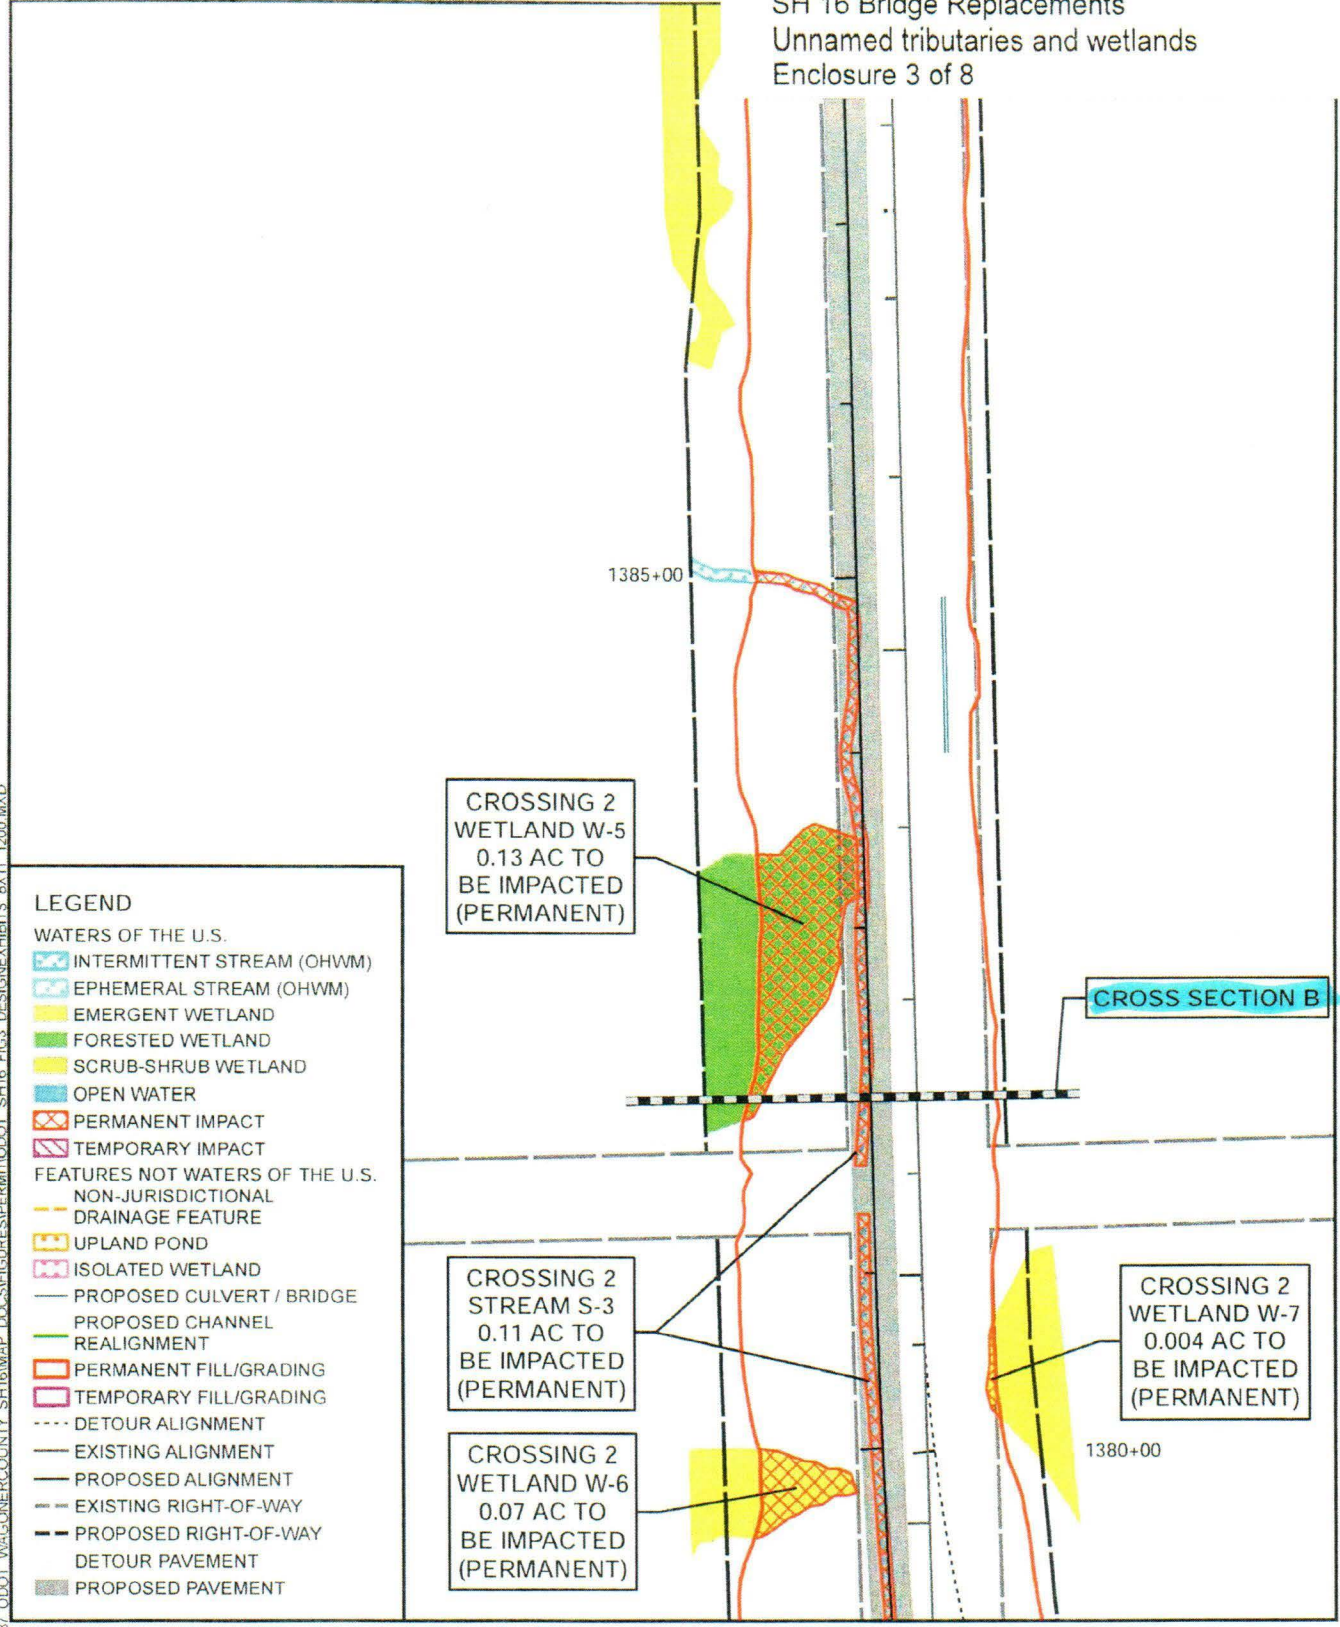 SH 16 Bridge Replacements
Unnamed tributaries and wetlands
Enclosure 3 of 8
1385+00
CROSSING 2
WETLAND W-5
0.13 AC TO
BE IMPACTED
(PERMANENT)
CROSS SECTION B
CROSSING 2
STREAM S-3
0.11 AC TO
BE IMPACTED
(PERMANENT)
CROSSING 2
WETLAND W-7
0.004 AC TO
BE IMPACTED
(PERMANENT)
1380+00
CROSSING 2
WETLAND W-6
0.07 AC TO
BE IMPACTED
(PERMANENT)
LEGEND
WATERS OF THE U.S.
INTERMITTENT STREAM (OHWM)
EPHEMERAL STREAM (OHWM)
EMERGENT WETLAND
FORESTED WETLAND
SCRUB-SHRUB WETLAND
OPEN WATER
PERMANENT IMPACT
TEMPORARY IMPACT
FEATURES NOT WATERS OF THE U.S.
NON-JURISDICTIONAL
DRAINAGE FEATURE
UPLAND POND
ISOLATED WETLAND
PROPOSED CULVERT / BRIDGE
PROPOSED CHANNEL
REALIGNMENT
PERMANENT FILL/GRADING
TEMPORARY FILL/GRADING
DETOUR ALIGNMENT
EXISTING ALIGNMENT
PROPOSED ALIGNMENT
EXISTING RIGHT-OF-WAY
PROPOSED RIGHT-OF-WAY
DETOUR PAVEMENT
PROPOSED PAVEMENT